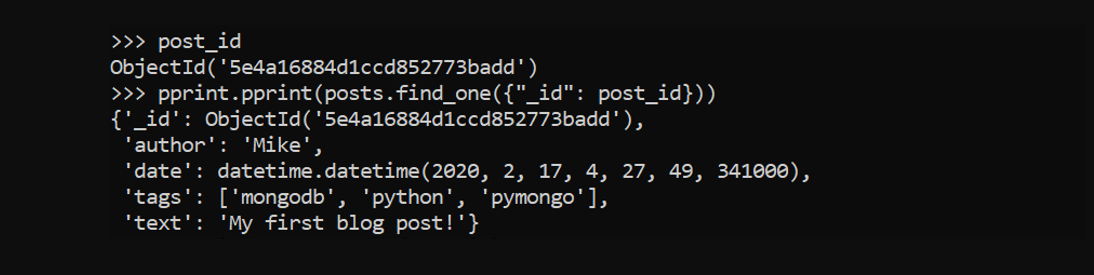 >>> post_id
ObjectId('5e4a16884d1ccd852773badd')
>>> pprint.pprint(posts.find_one({"_id": post_id}))
{'_id': ObjectId('5e4a16884d1ccd852773badd'),
 'author': 'Mike',
 'date': datetime.datetime(2020, 2, 17, 4, 27, 49, 341000),
 'tags': ['mongodb', 'python', 'pymongo'],
 'text': 'My first blog post!'}